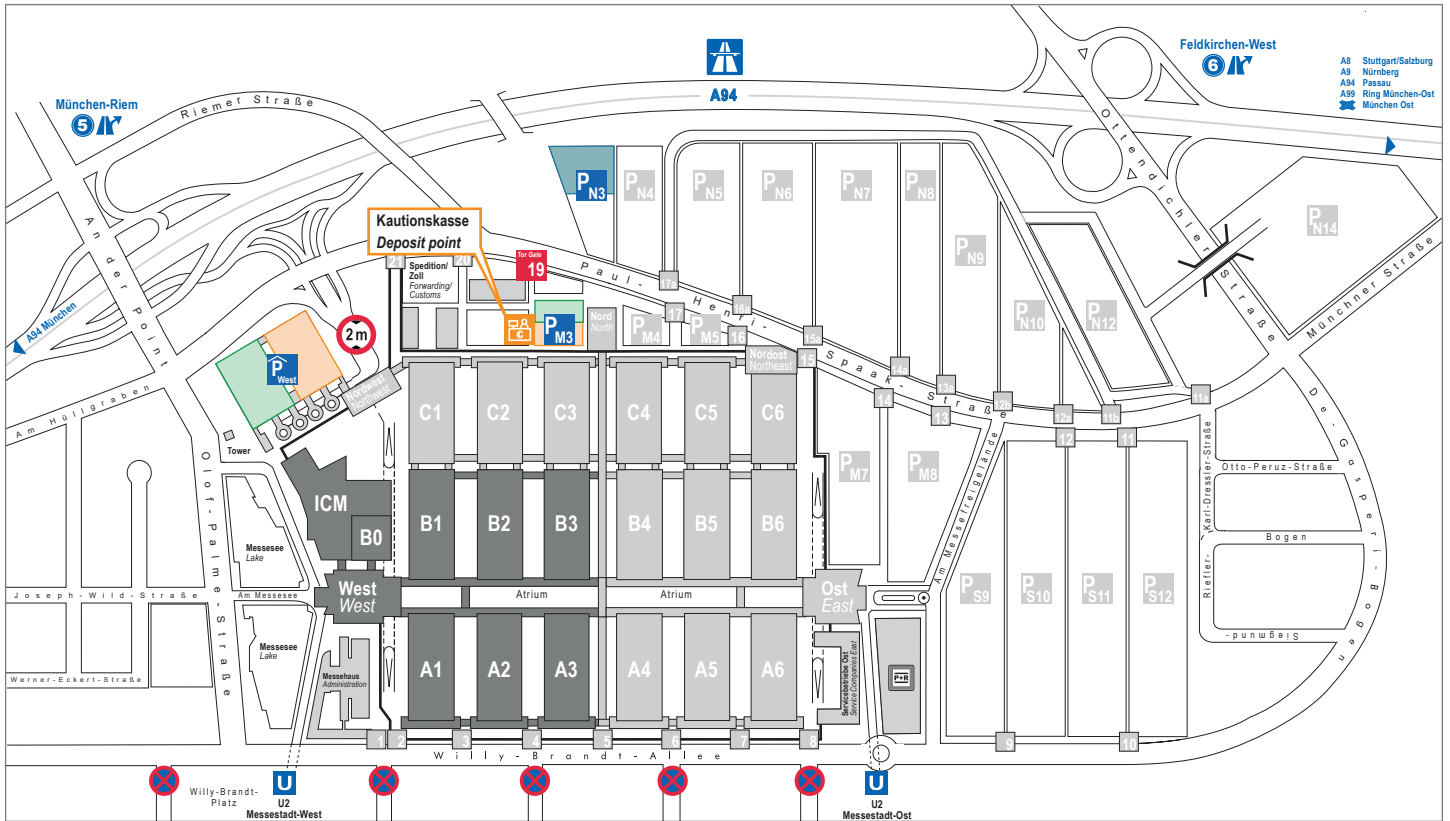 Feldkirchen-West
6
A8 Stuttgart/Salzburg
A9 Nürnberg
A94 Passau
A99 Ring München-Ost
München Ost
A94
München-Riem
5
Riemer Straße
An der Point
A94 München
Am Hüllgraben
Ottendichler Straße
Münchner Straße
Paul-Henri-Spaak-Straße
De-Gasperi-Bogen
Kautionskasse
Deposit point
Tor Gate
19
21
20
Spedition/
Zoll
Forwarding/
Customs
€
2 m
P West
P N3
P N4
P N5
P N6
P N7
P N8
P N9
P N10
P N12
P N14
P M3
P M4
P M5
P M7
P M8
P S9
P S10
P S11
P S12
Nord
North
Nordost
Northeast
Nordwest
Northwest
17a
17
16a
16
15a
15
14a
14
13a
13
12b
12a
12
11b
11
11a
Tower
C1
C2
C3
C4
C5
C6
ICM
B0
B1
B2
B3
B4
B5
B6
West
West
Atrium
Atrium
Ost
East
A1
A2
A3
A4
A5
A6
Messesee
Lake
Messesee
Lake
Am Messesee
Messehaus
Administration
Servicebetriebe Ost
Service Companies East
P+R
Olof-Palme-Straße
Joseph-Wild-Straße
Werner-Eckert-Straße
Am Messefreigelände
Karl-Dressler-Straße
Otto-Peruz-Straße
Riefler-
Bogen
Siegmund-
1
2
3
4
5
6
7
8
9
10
Willy-Brandt-Allee
Willy-Brandt-
Platz
U
U2
Messestadt-West
U
U2
Messestadt-Ost